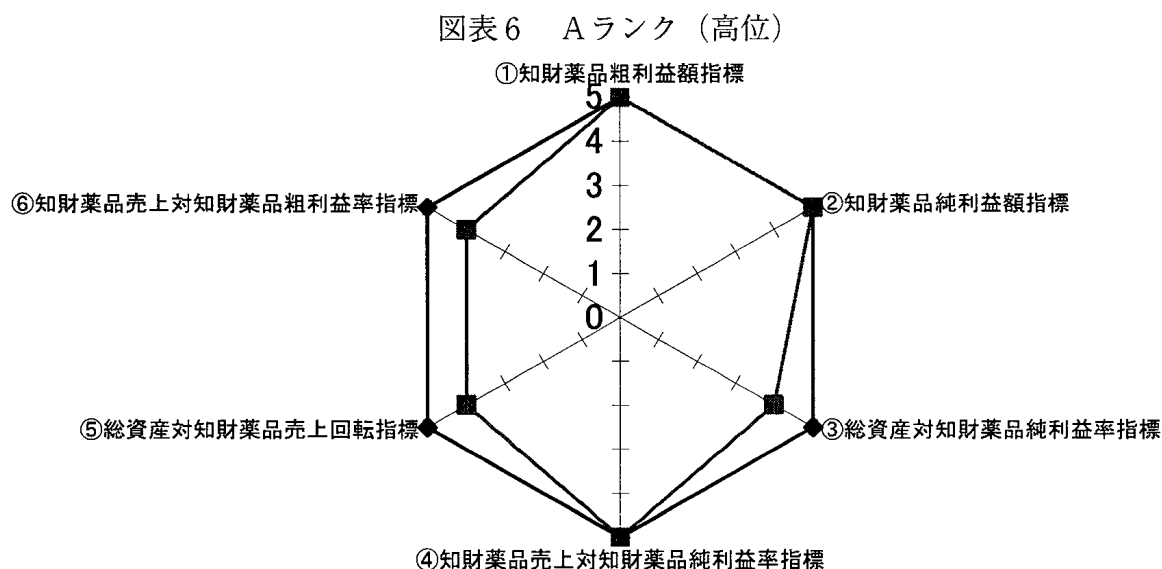 図表6 Aランク（高位）
①知財薬品粗利益額指標
5
4
3
2
1
0
⑥知財薬品売上対知財薬品粗利益率指標
②知財薬品純利益額指標
⑤総資産対知財薬品売上回転指標
③総資産対知財薬品純利益率指標
④知財薬品売上対知財薬品純利益率指標